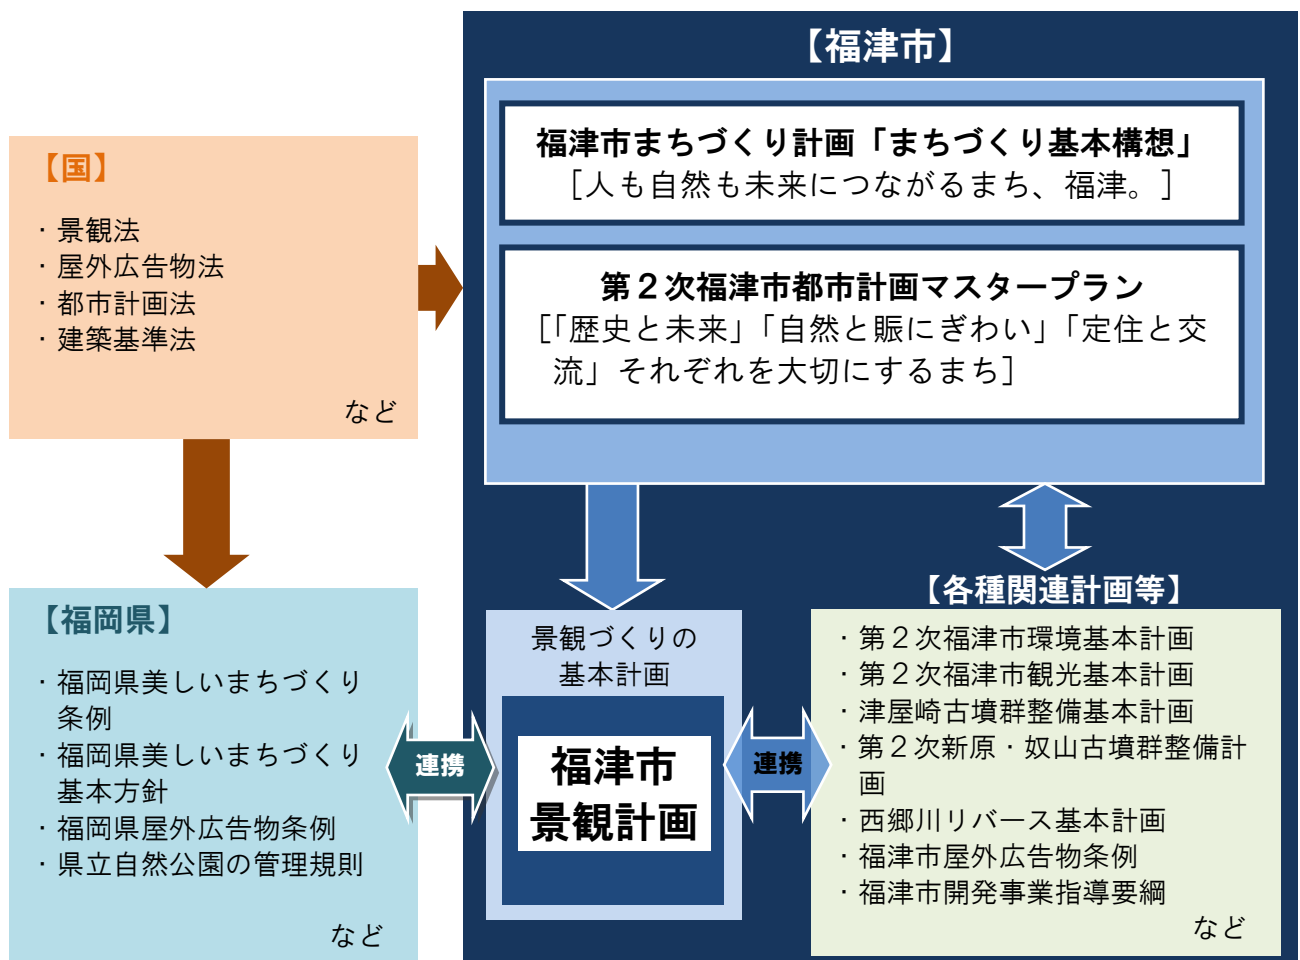 【福津市】
福津市まちづくり計画「まちづくり基本構想」
［人も自然も未来につながるまち、福津。］
第２次福津市都市計画マスタープラン
［「歴史と未来」「自然と賑にぎわい」「定住と交
流」それぞれを大切にするまち］
【国】
・景観法
・屋外広告物法
・都市計画法
・建築基準法
など
【福岡県】
・福岡県美しいまちづくり
条例
・福岡県美しいまちづくり
基本方針
・福岡県屋外広告物条例
・県立自然公園の管理規則
など
連携
景観づくりの
基本計画
福津市
景観計画
連携
【各種関連計画等】
・第２次福津市環境基本計画
・第２次福津市観光基本計画
・津屋崎古墳群整備基本計画
・第２次新原・奴山古墳群整備計
画
・西郷川リバース基本計画
・福津市屋外広告物条例
・福津市開発事業指導要綱
など